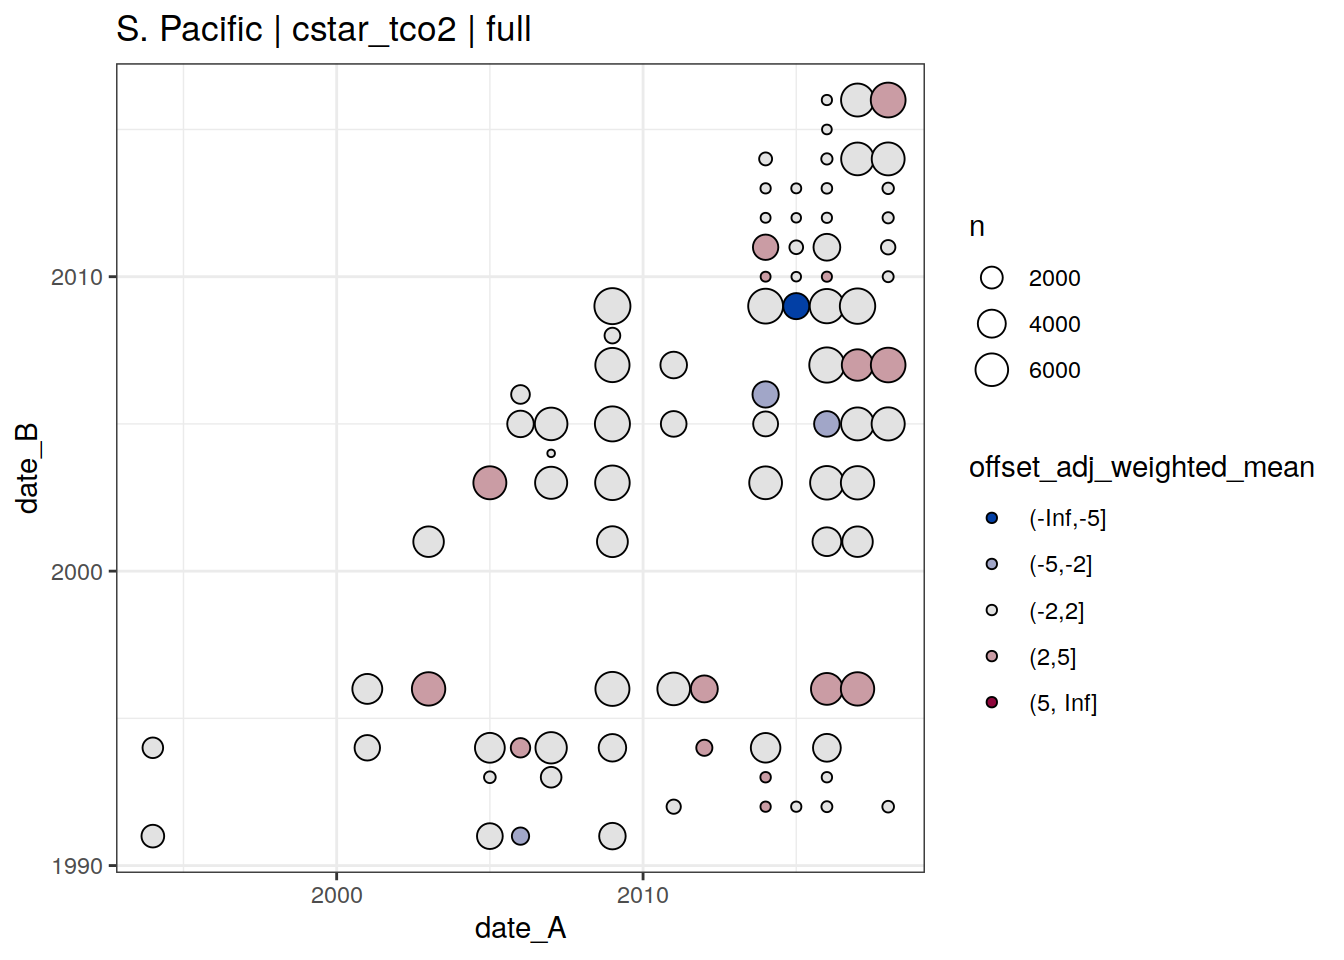 S. Pacific | cstar_tco2 | full
date_B
2010
2000
1990
2000
2010
date_A
n
2000
4000
6000
offset_adj_weighted_mean
(-Inf,-5]
(-5,-2]
(-2,2]
(2,5]
(5, Inf]